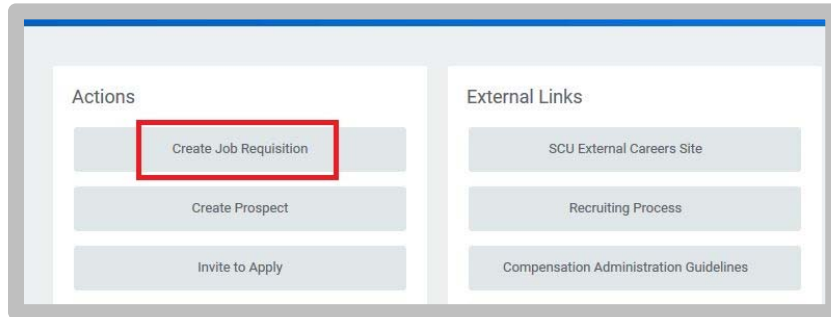 Actions
Create Job Requisition
Create Prospect
Invite to Apply
External Links
SCU External Careers Site
Recruiting Process
Compensation Administration Guidelines